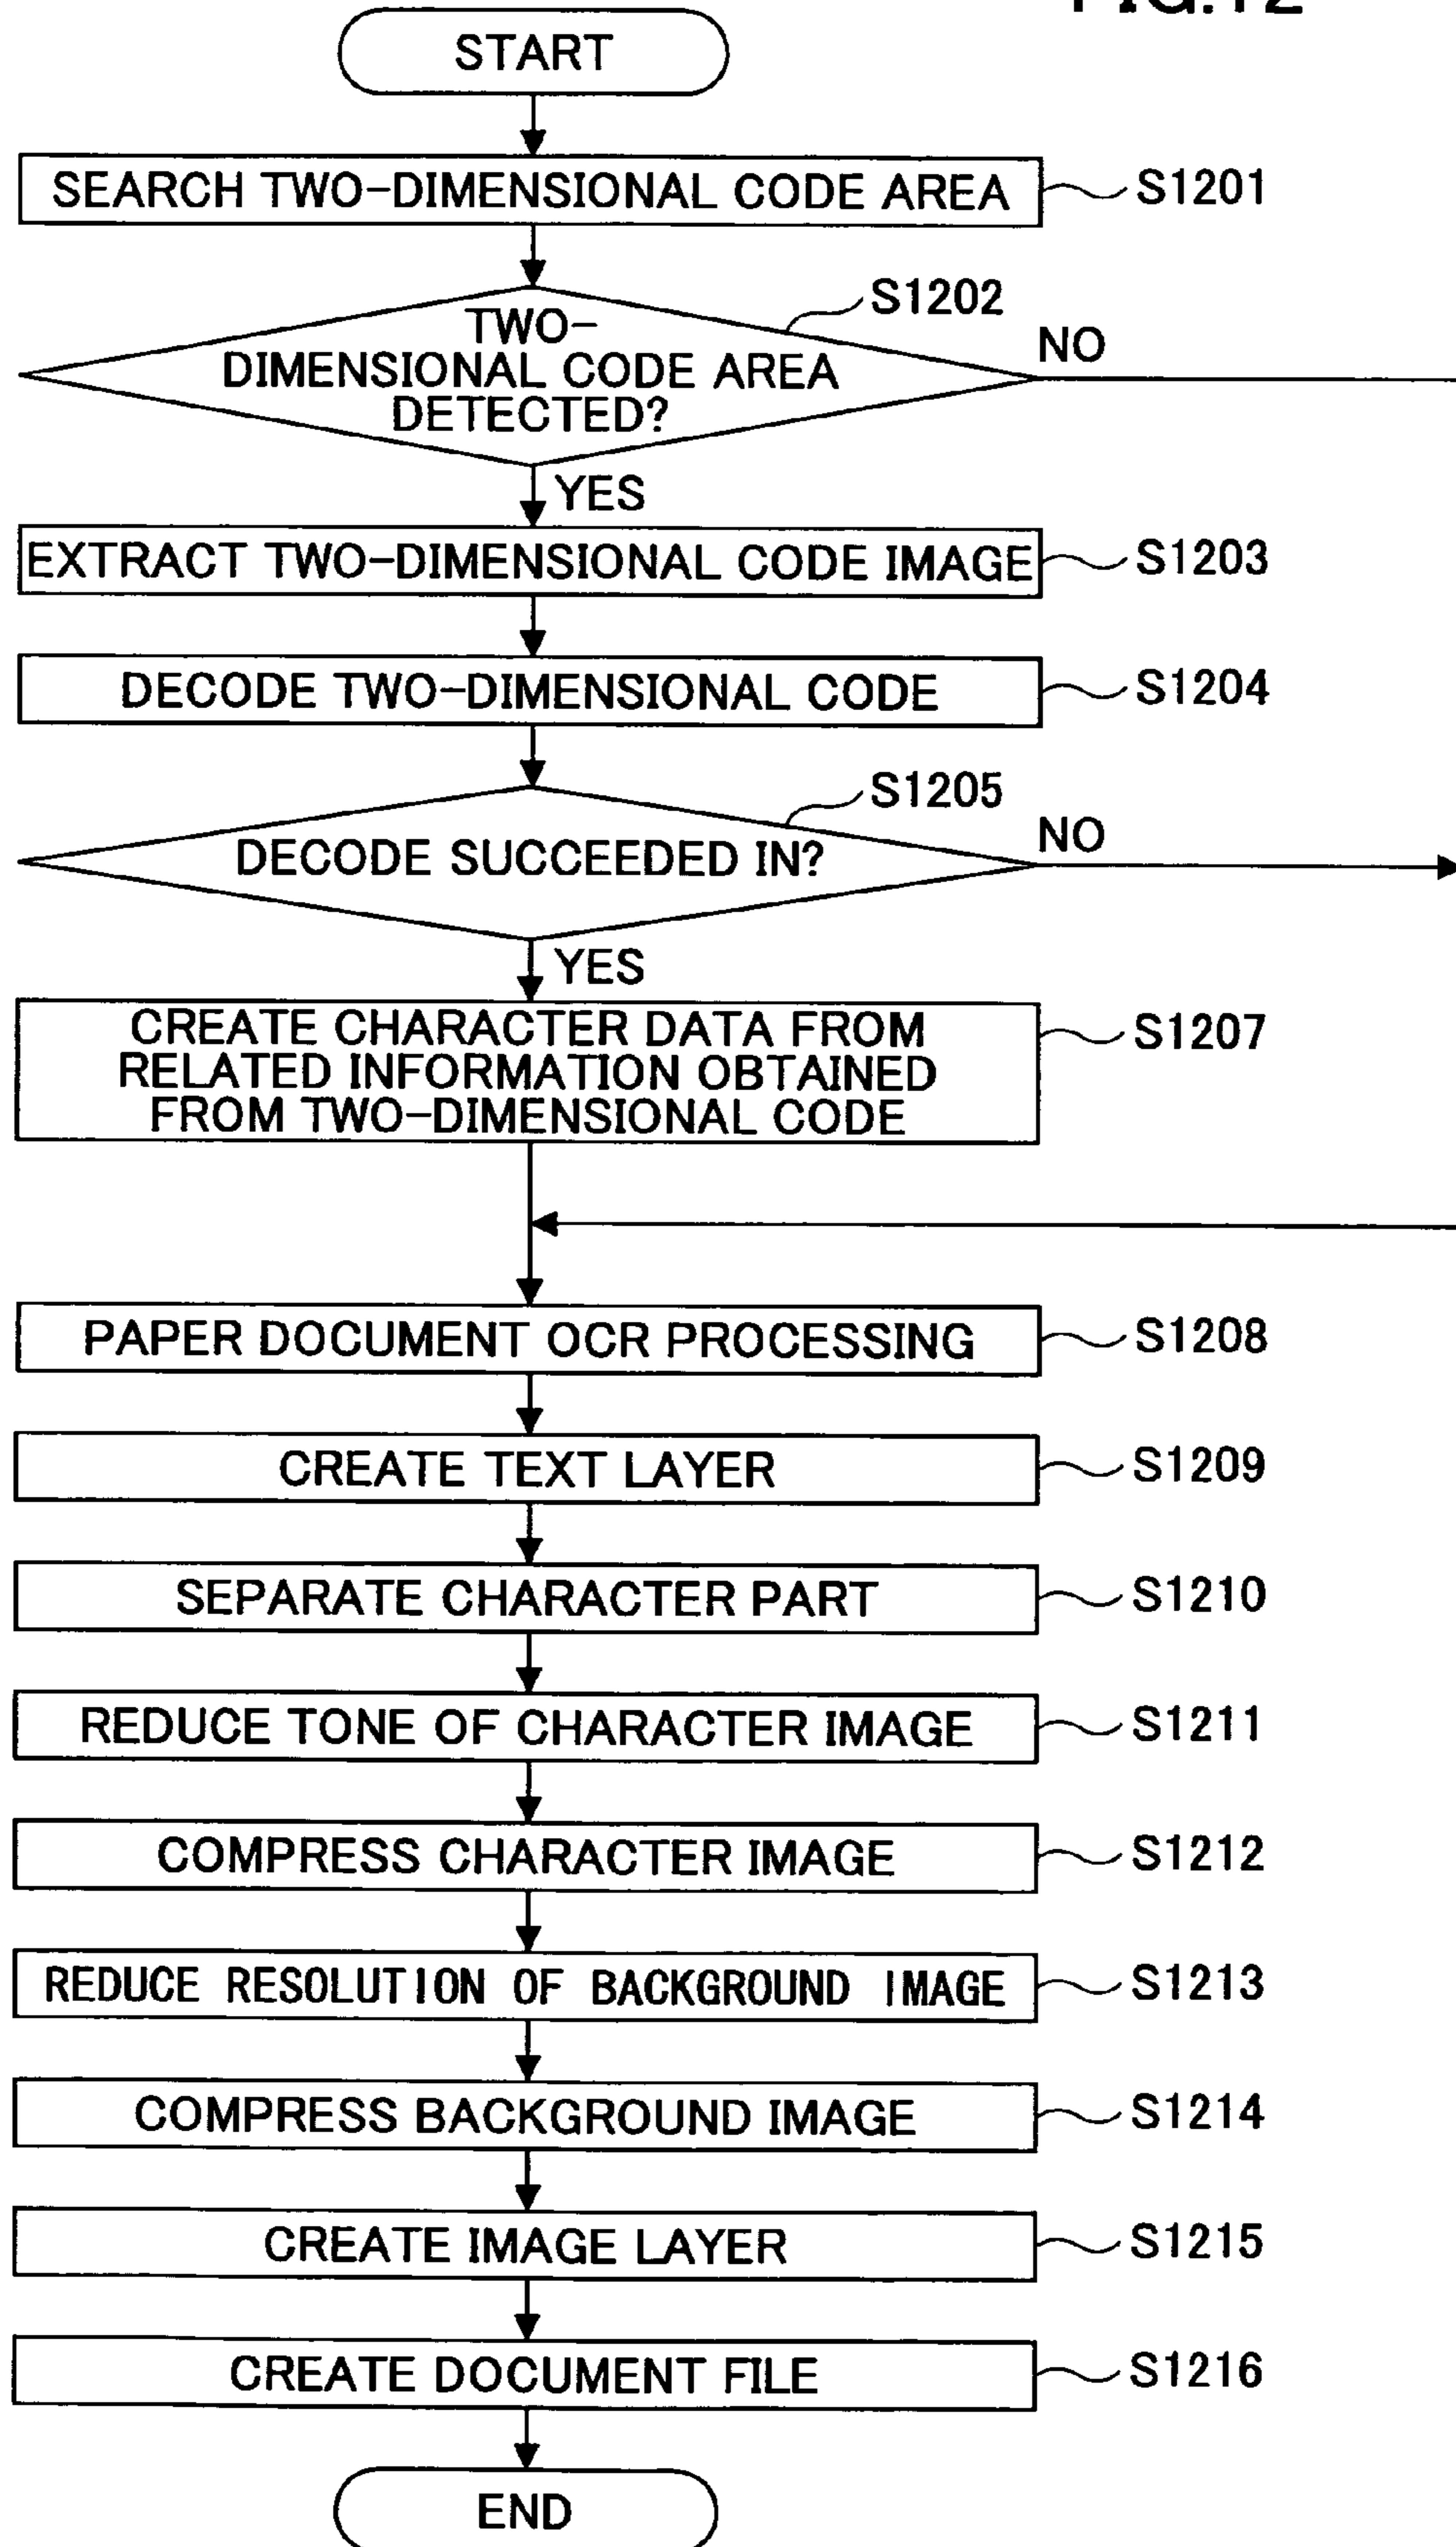 FIG.12
START
SEARCH TWO-DIMENSIONAL CODE AREA
S1201
S1202
TWO-
DIMENSIONAL CODE AREA
DETECTED?
NO
YES
EXTRACT TWO-DIMENSIONAL CODE IMAGE
S1203
DECODE TWO-DIMENSIONAL CODE
S1204
S1205
DECODE SUCCEEDED IN?
NO
YES
CREATE CHARACTER DATA FROM
RELATED INFORMATION OBTAINED
FROM TWO-DIMENSIONAL CODE
S1207
PAPER DOCUMENT OCR PROCESSING
S1208
CREATE TEXT LAYER
S1209
SEPARATE CHARACTER PART
S1210
REDUCE TONE OF CHARACTER IMAGE
S1211
COMPRESS CHARACTER IMAGE
S1212
REDUCE RESOLUTION OF BACKGROUND IMAGE
S1213
COMPRESS BACKGROUND IMAGE
S1214
CREATE IMAGE LAYER
S1215
CREATE DOCUMENT FILE
S1216
END